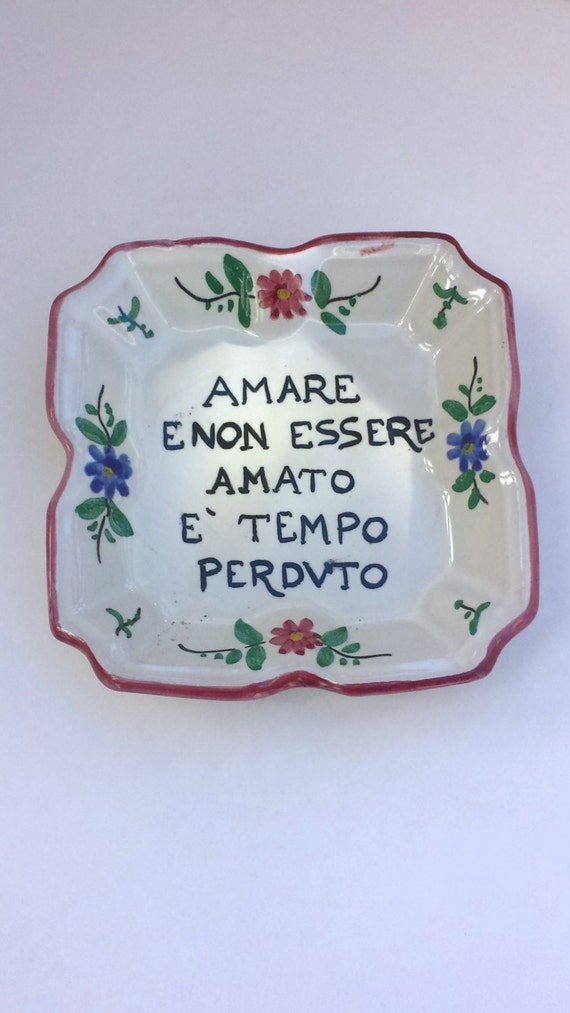 AMARE
E NON ESSERE
AMATO
E` TEMPO
PERDVTO